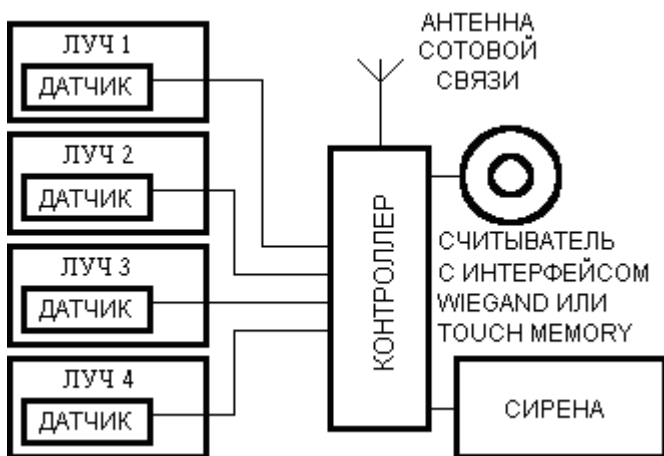 ЛУЧ 1
ДАТЧИК
ЛУЧ 2
ДАТЧИК
ЛУЧ 3
ДАТЧИК
ЛУЧ 4
ДАТЧИК
КОНТРОЛЛЕР
АНТЕННА
СОТОВОЙ
СВЯЗИ
СЧИТЫВАТЕЛЬ
С ИНТЕРФЕЙСОМ
WIEGAND ИЛИ
TOUCH MEMORY
СИРЕНА